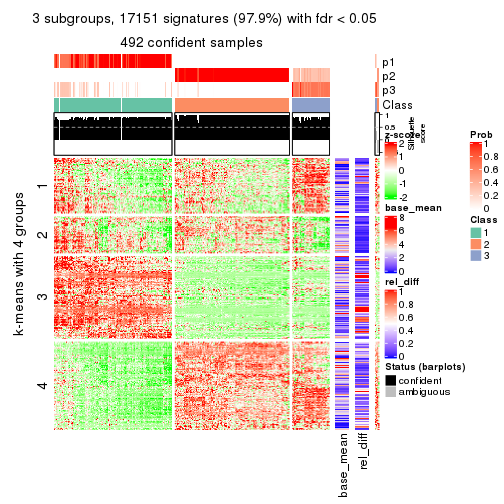 3 subgroups, 17151 signatures (97.9%) with fdr < 0.05
492 confident samples
p1
p2
p3
Class
1
0.5
0
Silhouette
score
k-means with 4 groups
1
2
3
4
base_mean
rel_diff
z-score
2
1
0
-1
-2
base_mean
8
6
4
2
0
rel_diff
1
0.8
0.6
0.4
0.2
0
Status (barplots)
confident
ambiguous
Prob
1
0.8
0.6
0.4
0.2
0
Class
1
2
3